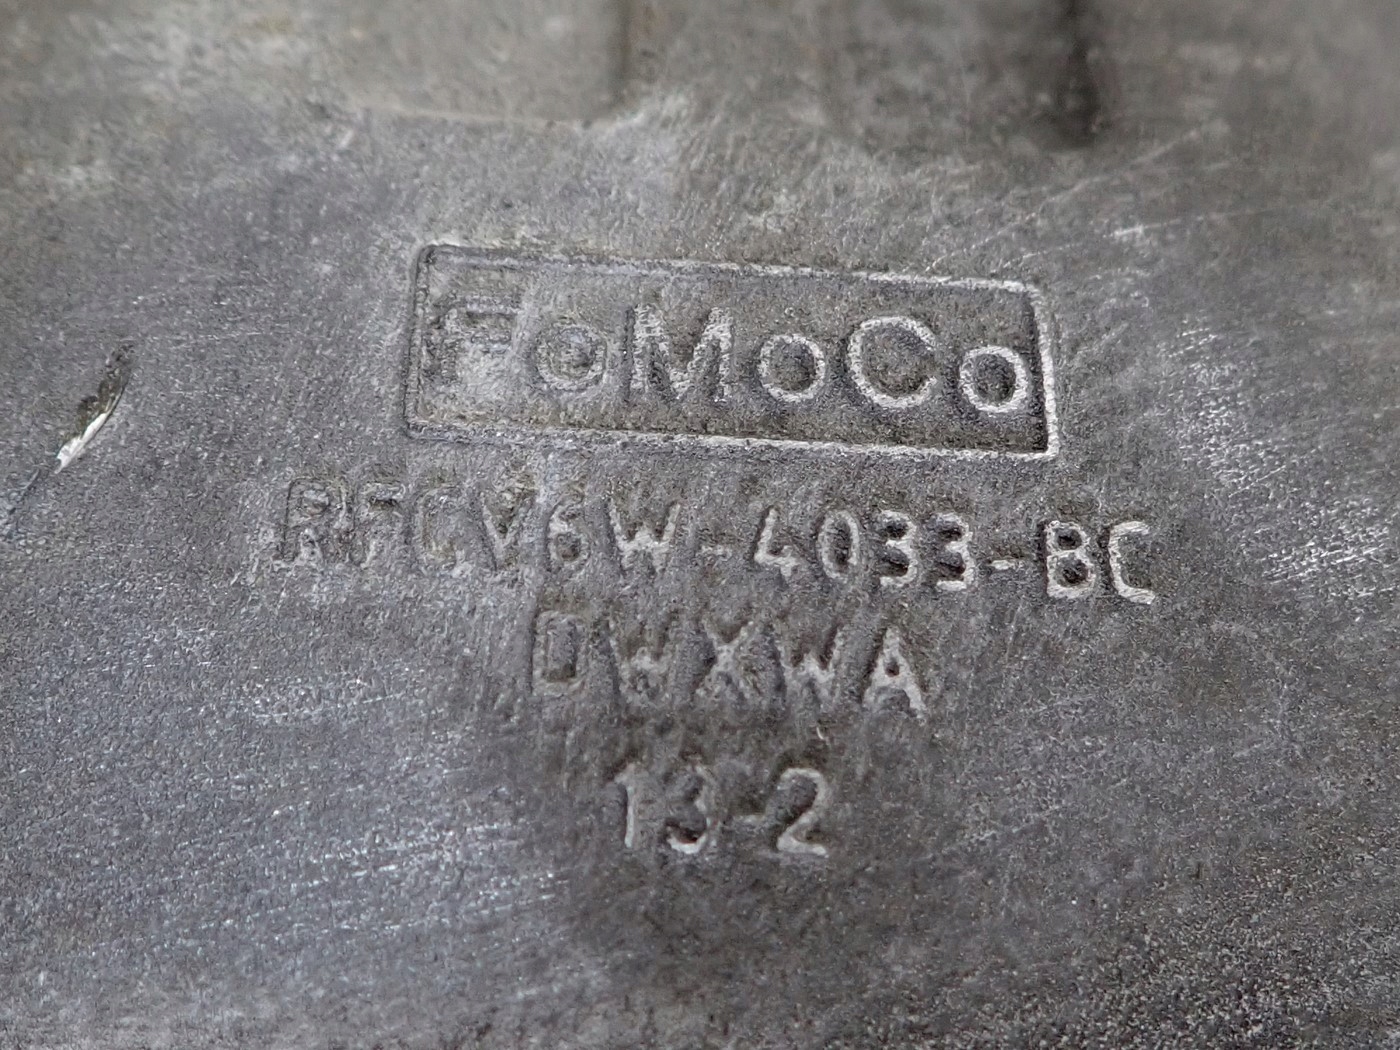 FoMoCo
RFCV6W-4033-BC
DWXWA
13-2